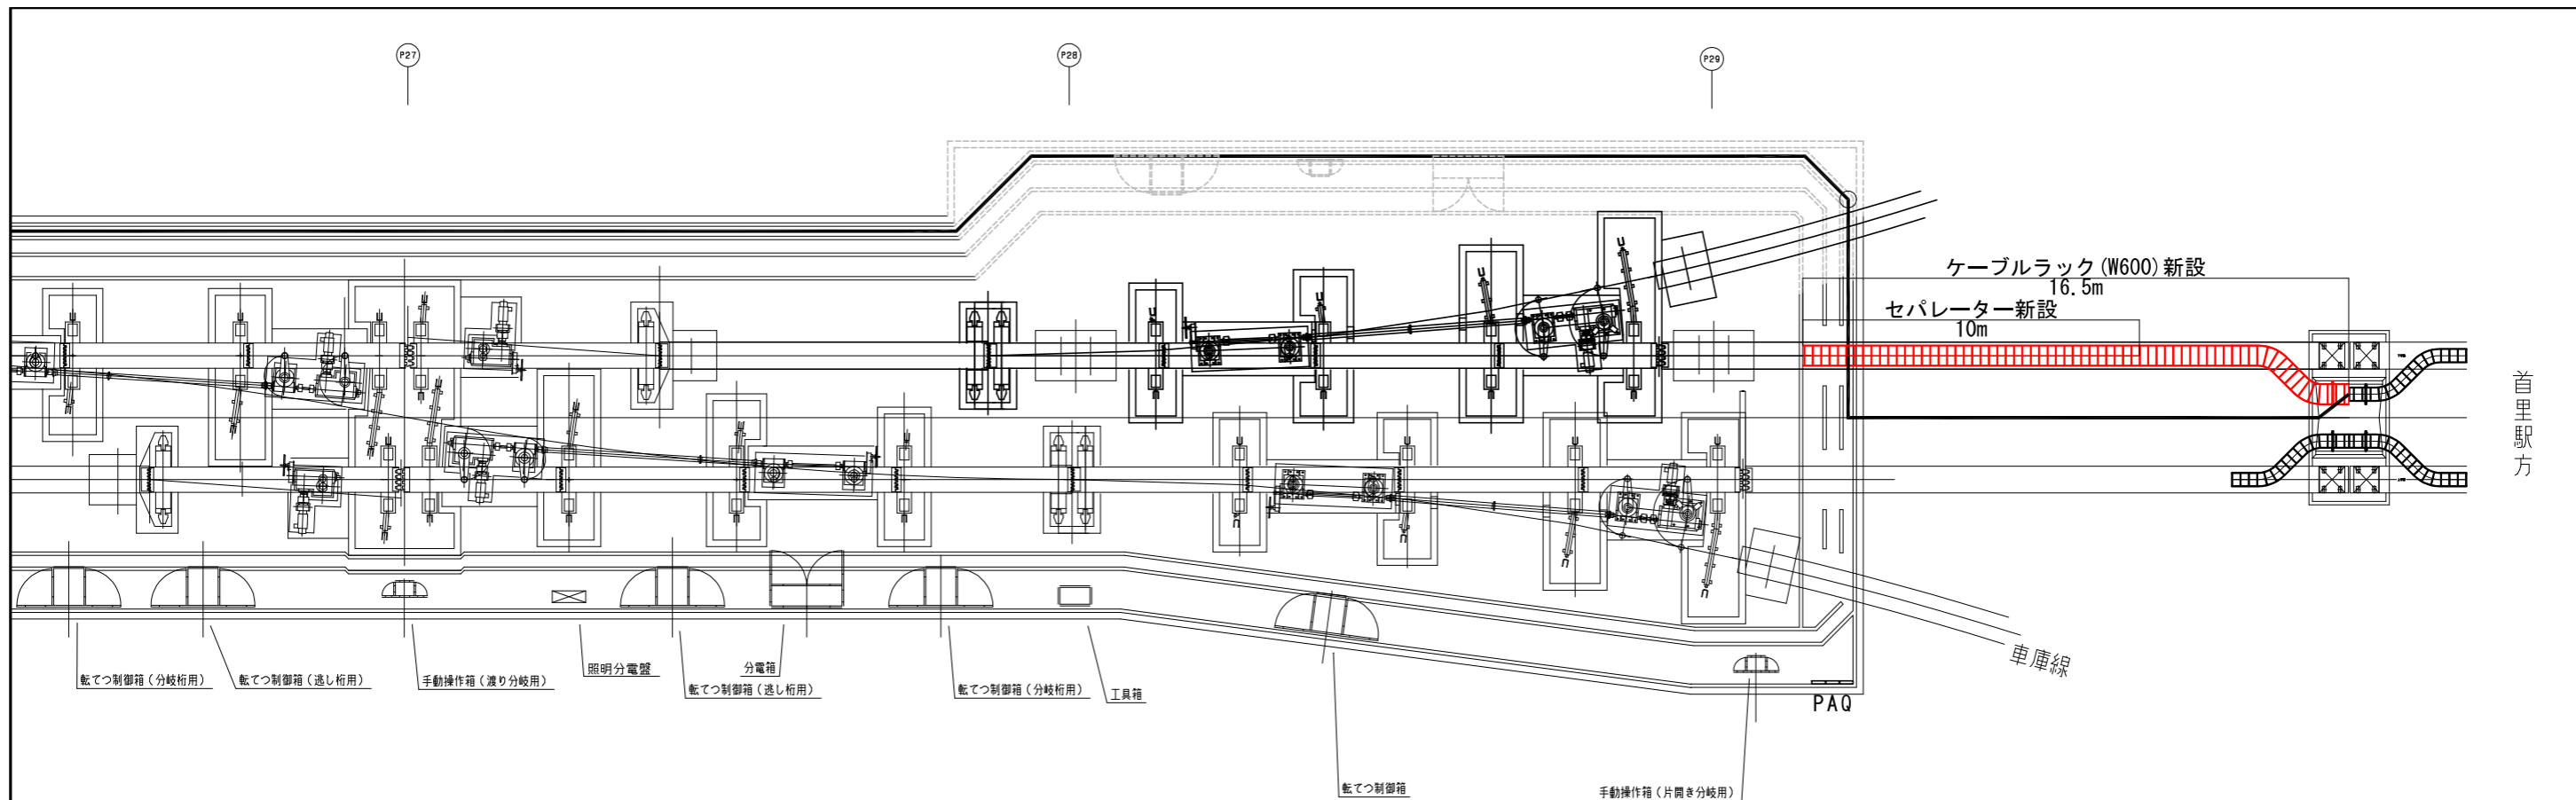 P27
P28
P29
ケーブルラック(W600)新設
16.5m
セパレーター新設
10m
首里駅方
車庫線
転てつ制御箱(分岐桁用)
転てつ制御箱(逃し桁用)
手動操作箱(渡り分岐用)
照明分電盤
転てつ制御箱(逃し桁用)
分電箱
転てつ制御箱(分岐桁用)
工具箱
転てつ制御箱
手動操作箱(片開き分岐用)
PAQ